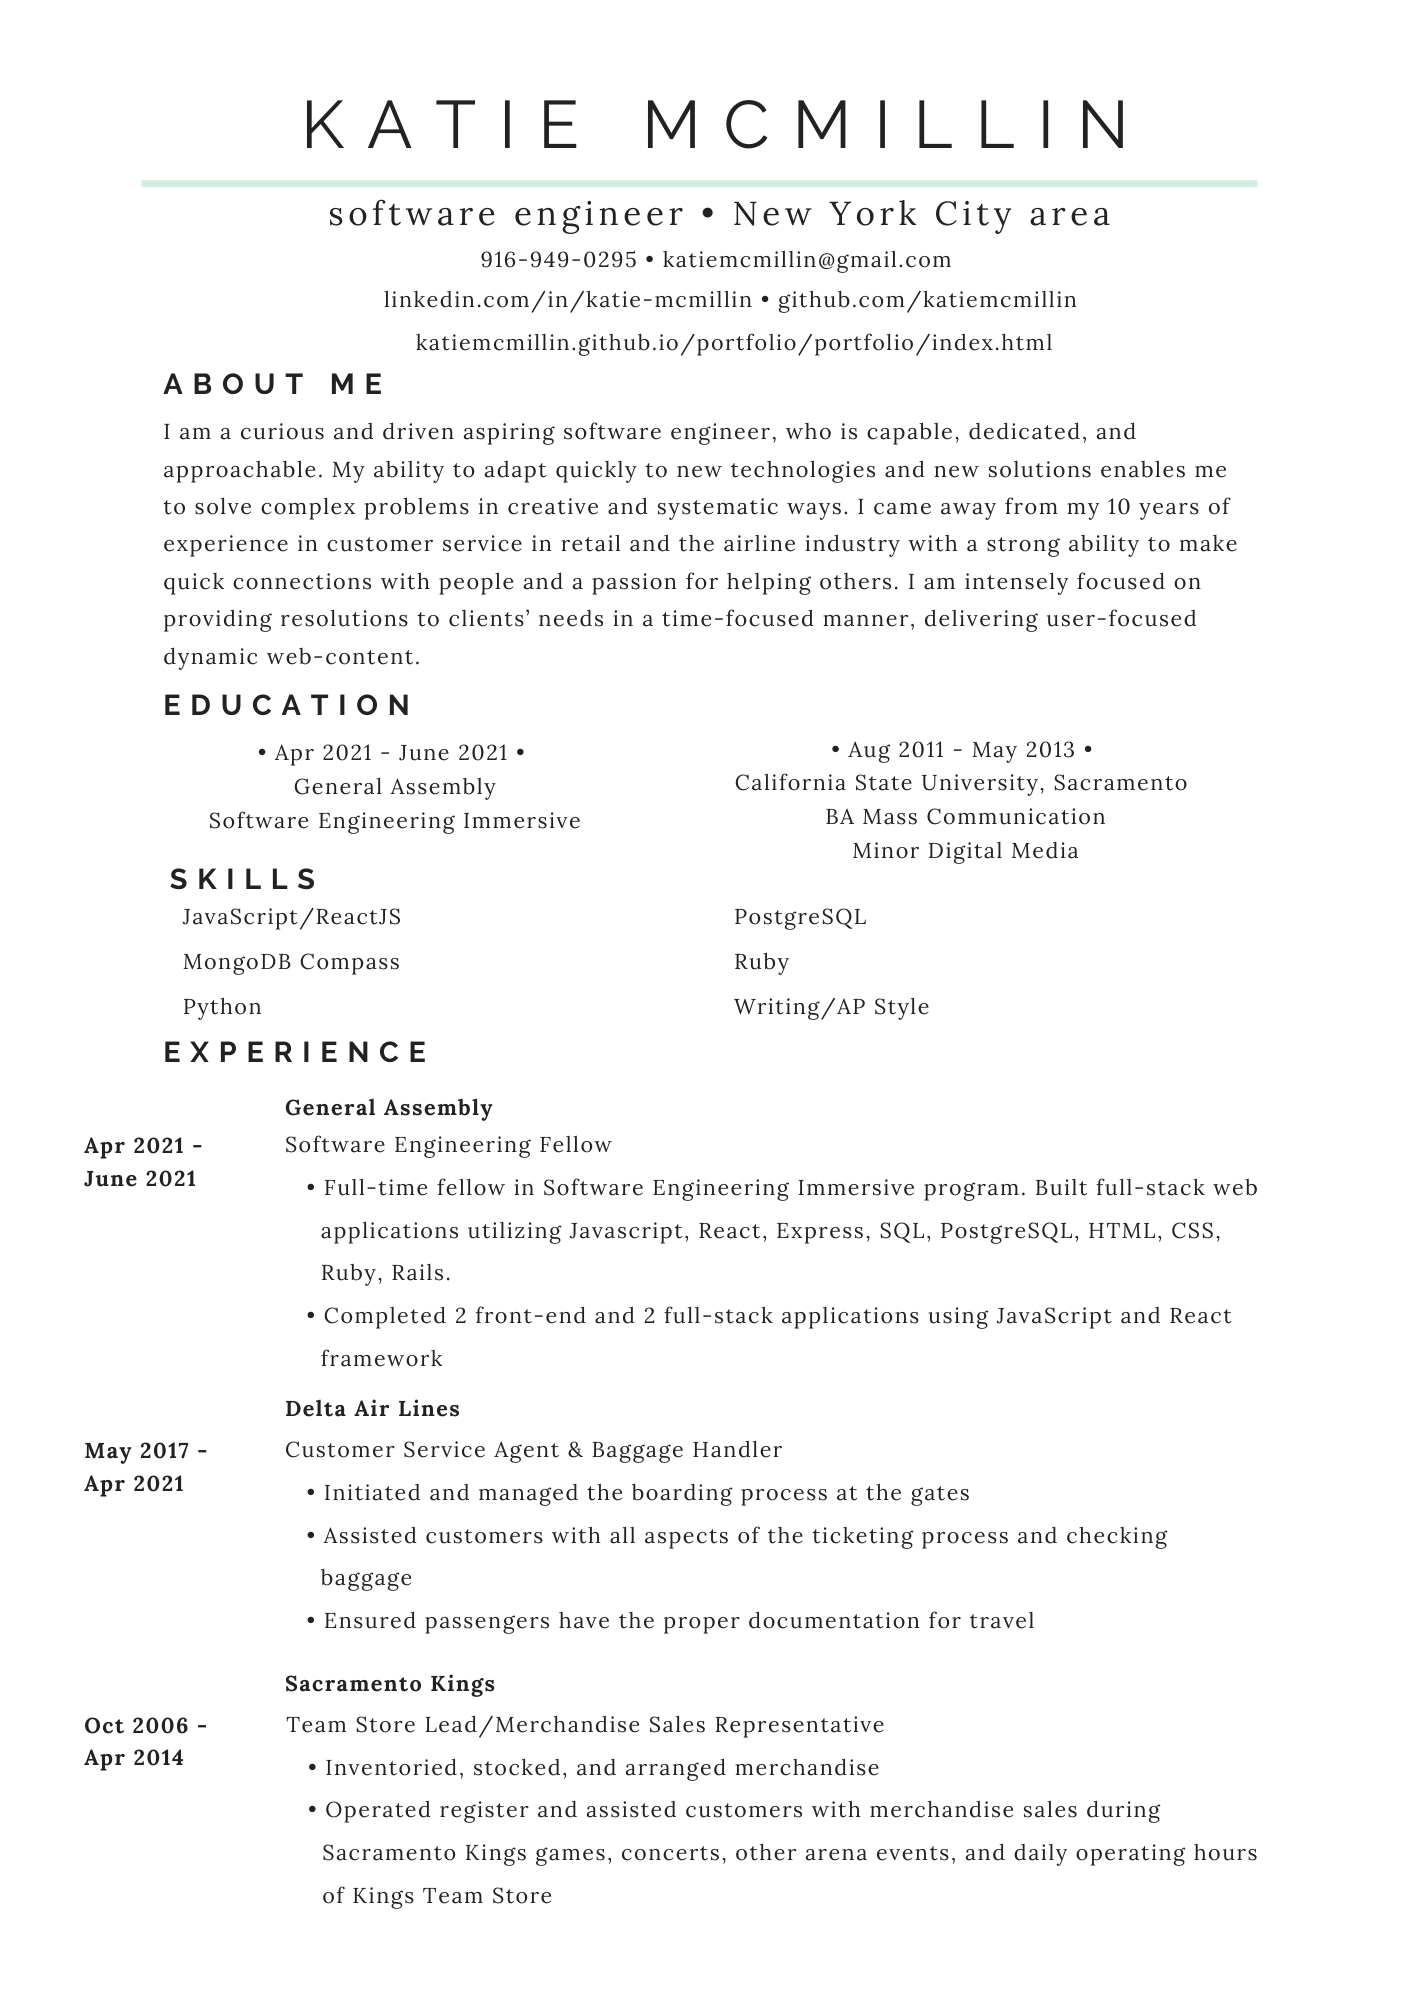 KATIE MCMILLIN
software engineer • New York City area
916-949-0295 • katiemcmillin@gmail.com
linkedin.com/in/katie-mcmillin • github.com/katiemcmillin
katiemcmillin.github.io/portfolio/portfolio/index.html
ABOUT ME
I am a curious and driven aspiring software engineer, who is capable, dedicated, and
approachable. My ability to adapt quickly to new technologies and new solutions enables me
to solve complex problems in creative and systematic ways. I came away from my 10 years of
experience in customer service in retail and the airline industry with a strong ability to make
quick connections with people and a passion for helping others. I am intensely focused on
providing resolutions to clients’ needs in a time-focused manner, delivering user-focused
dynamic web-content.
EDUCATION
• Apr 2021 - June 2021 •
General Assembly
Software Engineering Immersive
• Aug 2011 - May 2013 •
California State University, Sacramento
BA Mass Communication
Minor Digital Media
SKILLS
JavaScript/ReactJS
MongoDB Compass
Python
PostgreSQL
Ruby
Writing/AP Style
EXPERIENCE
Apr 2021 -
June 2021
General Assembly
Software Engineering Fellow
• Full-time fellow in Software Engineering Immersive program. Built full-stack web
applications utilizing Javascript, React, Express, SQL, PostgreSQL, HTML, CSS,
Ruby, Rails.
• Completed 2 front-end and 2 full-stack applications using JavaScript and React
framework
May 2017 -
Apr 2021
Delta Air Lines
Customer Service Agent & Baggage Handler
• Initiated and managed the boarding process at the gates
• Assisted customers with all aspects of the ticketing process and checking
baggage
• Ensured passengers have the proper documentation for travel
Oct 2006 -
Apr 2014
Sacramento Kings
Team Store Lead/Merchandise Sales Representative
• Inventoried, stocked, and arranged merchandise
• Operated register and assisted customers with merchandise sales during
Sacramento Kings games, concerts, other arena events, and daily operating hours
of Kings Team Store